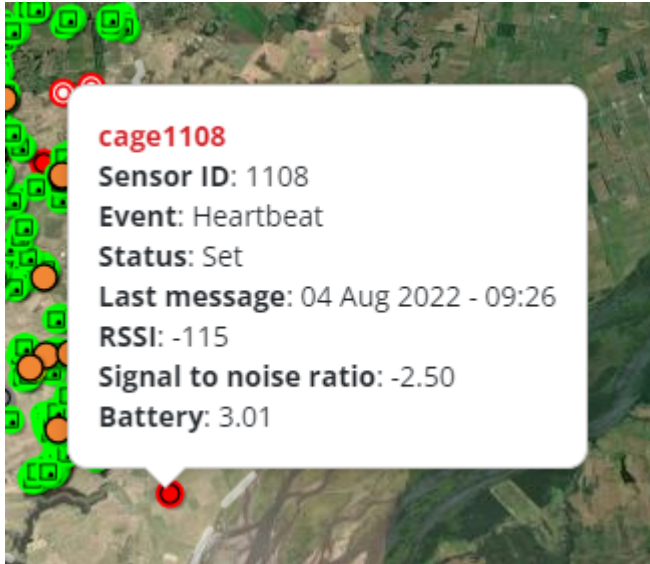 cage1108
Sensor ID: 1108
Event: Heartbeat
Status: Set
Last message: 04 Aug 2022 - 09:26
RSSI: -115
Signal to noise ratio: -2.50
Battery: 3.01